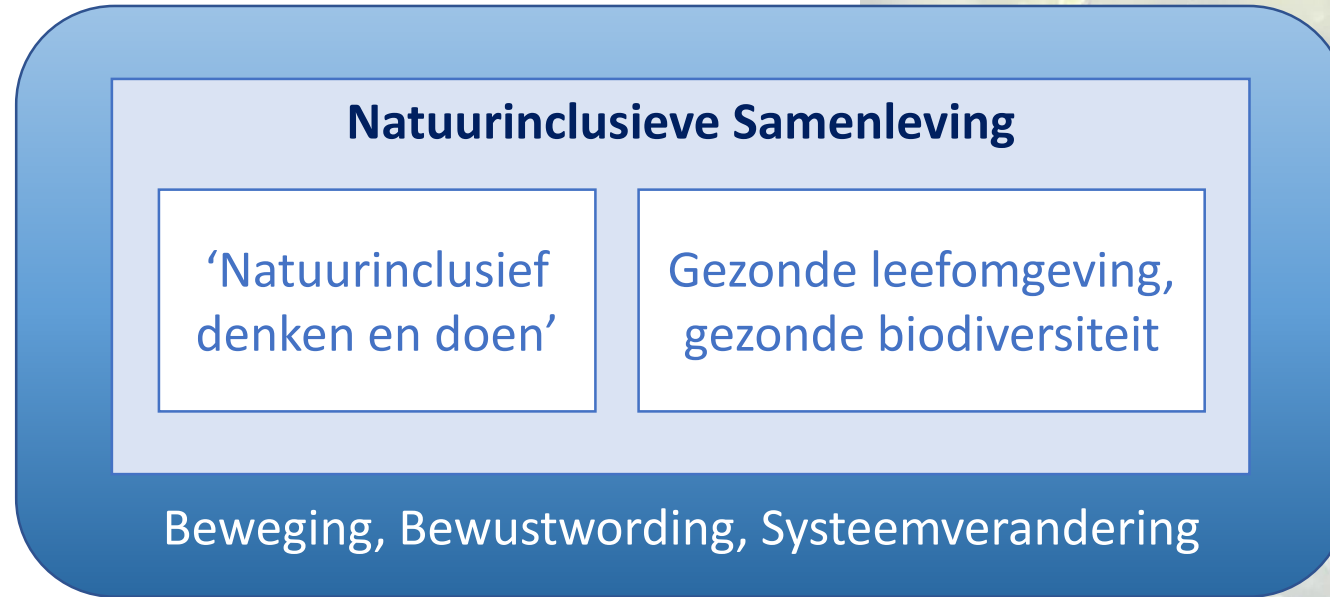 Natuurinclusieve Samenleving
‘Natuurinclusief
denken en doen’
Gezonde leefomgeving,
gezonde biodiversiteit
Beweging, Bewustwording, Systeemverandering